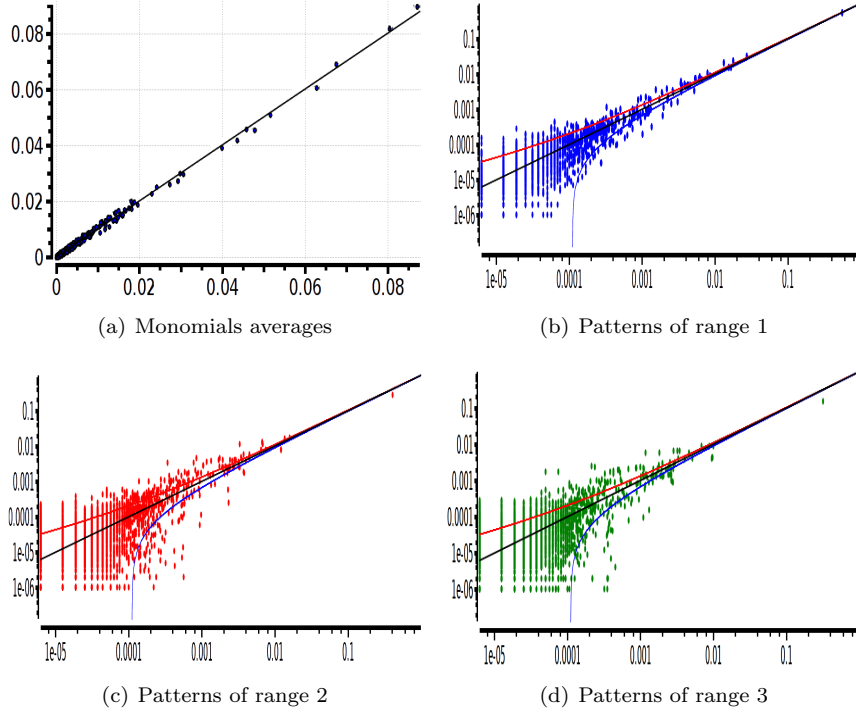 0.08
0.06
0.04
0.02
0
0 0.02 0.04 0.06 0.08
(a) Monomials averages
0.1
0.01
0.001
0.0001
1e-05
1e-06
1e-05 0.0001 0.001 0.01 0.1
(b) Patterns of range 1
0.1
0.01
0.001
0.0001
1e-05
1e-06
1e-05 0.0001 0.001 0.01 0.1
(c) Patterns of range 2
0.1
0.01
0.001
0.0001
1e-05
1e-06
1e-05 0.0001 0.001 0.01 0.1
(d) Patterns of range 3